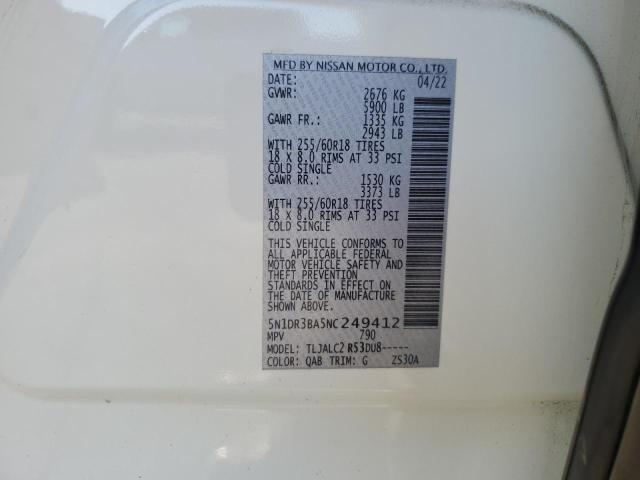 MFD BY NISSAN MOTOR CO., LTD.
DATE: 04/22
GVWR: 2676 KG
5900 LB
GAWR FR.: 1335 KG
2943 LB
WITH 255/60R18 TIRES
18 X 8.0 RIMS AT 33 PSI
COLD SINGLE
GAWR RR.: 1530 KG
3373 LB
WITH 255/60R18 TIRES
18 X 8.0 RIMS AT 33 PSI
COLD SINGLE
THIS VEHICLE CONFORMS TO
ALL APPLICABLE FEDERAL
MOTOR VEHICLE SAFETY AND
THEFT PREVENTION
STANDARDS IN EFFECT ON
THE DATE OF MANUFACTURE
SHOWN ABOVE.
5N1DR3BA5NC249412
MPV 790
MODEL: TLJALC2 R53DU8-----
COLOR: QAB TRIM: G ZS30A